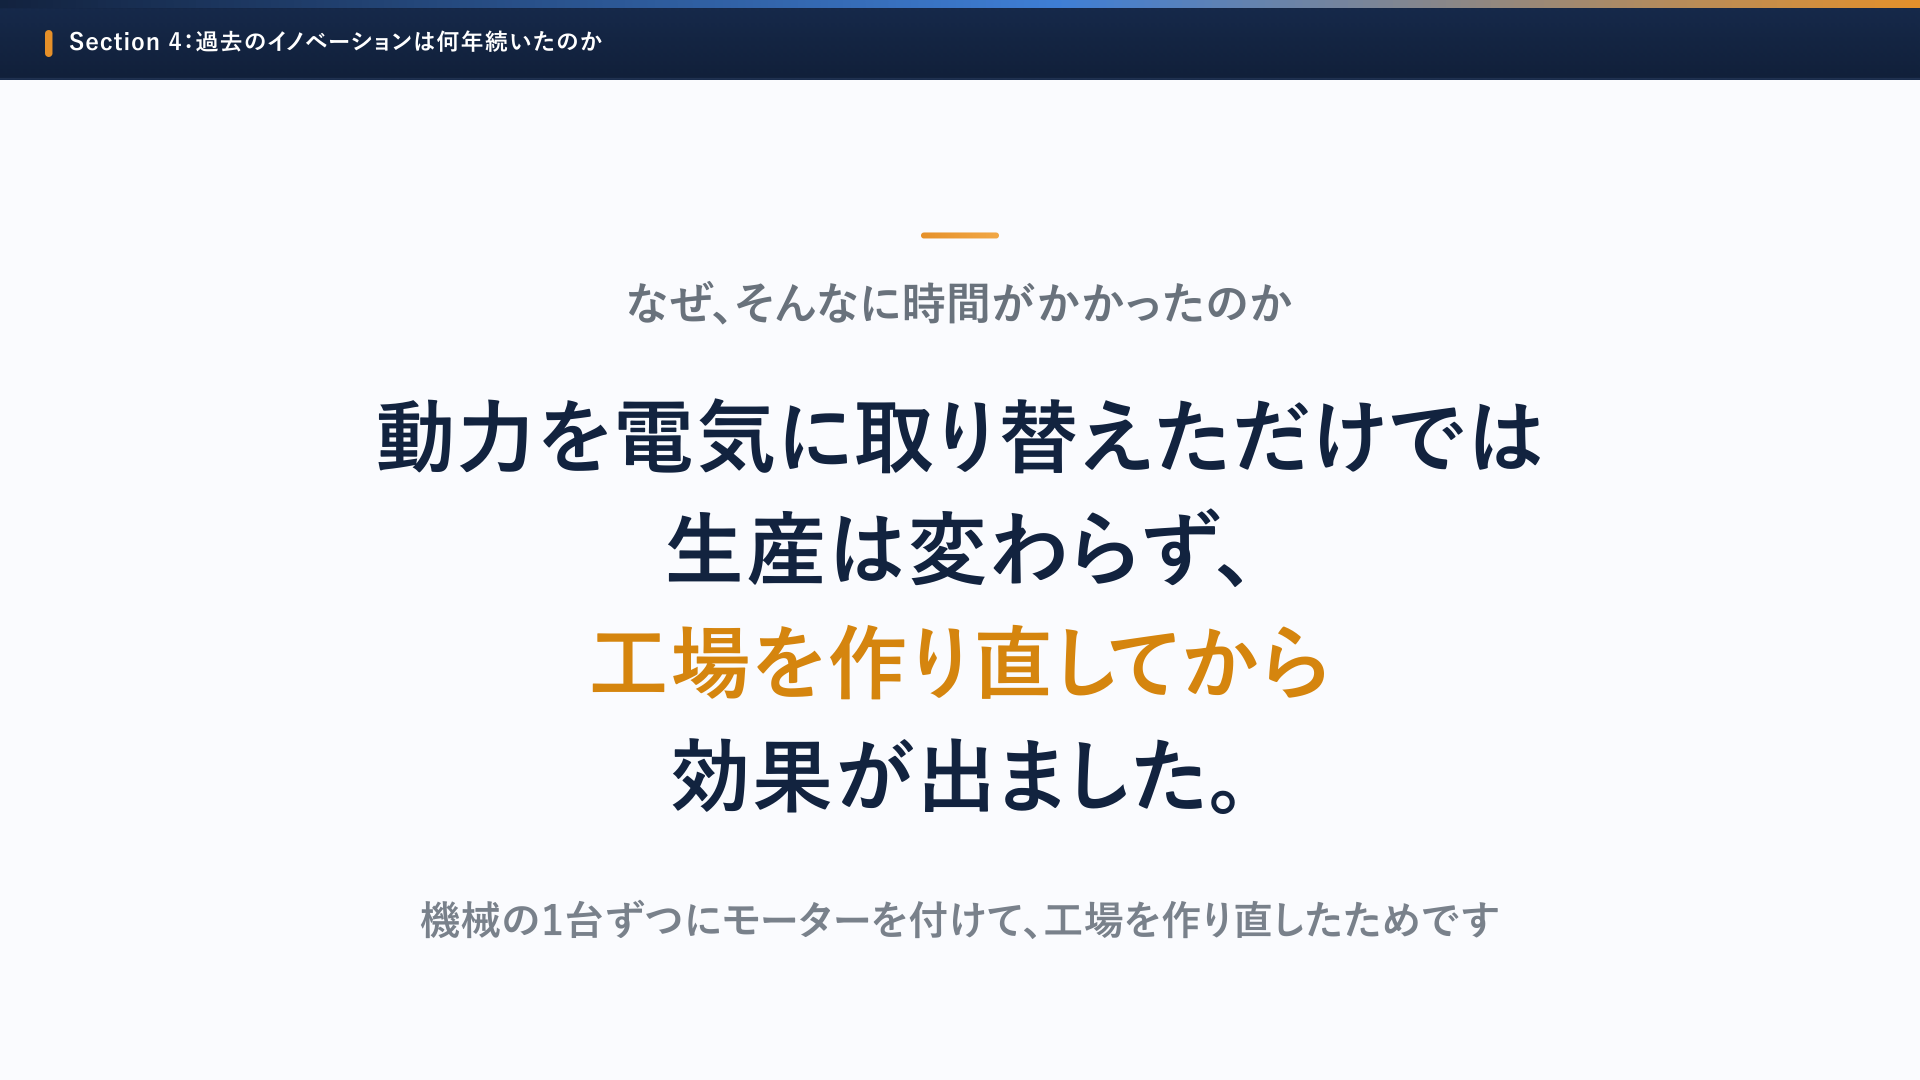 Section 4：過去のイノベーションは何年続いたのか
なぜ、そんなに時間がかかったのか
動力を電気に取り替えただけでは
生産は変わらず、
工場を作り直してから
効果が出ました。
機械の1台ずつにモーターを付けて、工場を作り直したためです